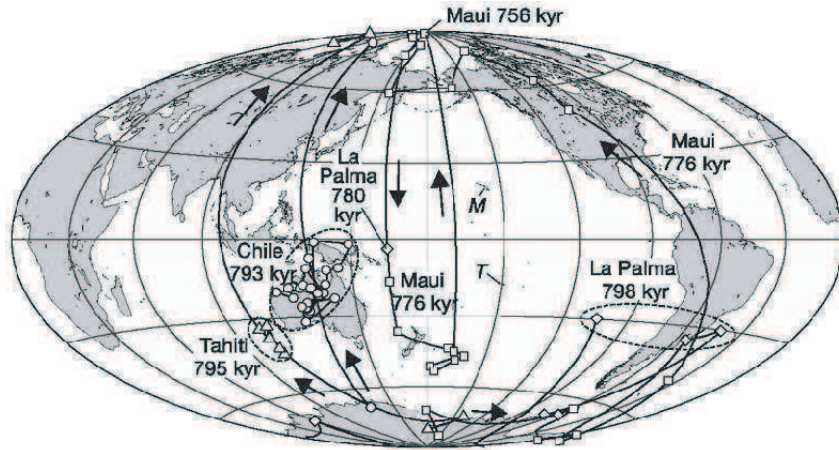 Maui 756 kyr
La
Palma
780
kyr
Maui
776 kyr
M
Chile
793 kyr
T
La Palma
798 kyr
Maui
776 kyr
Tahiti
795 kyr